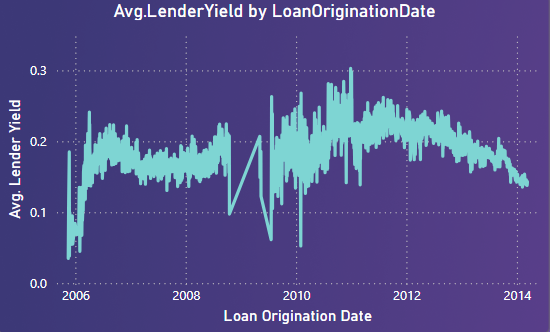 Avg.LenderYield by LoanOriginationDate
Avg. Lender Yield
0.3
0.2
0.1
0.0
2006 2008 2010 2012 2014
Loan Origination Date